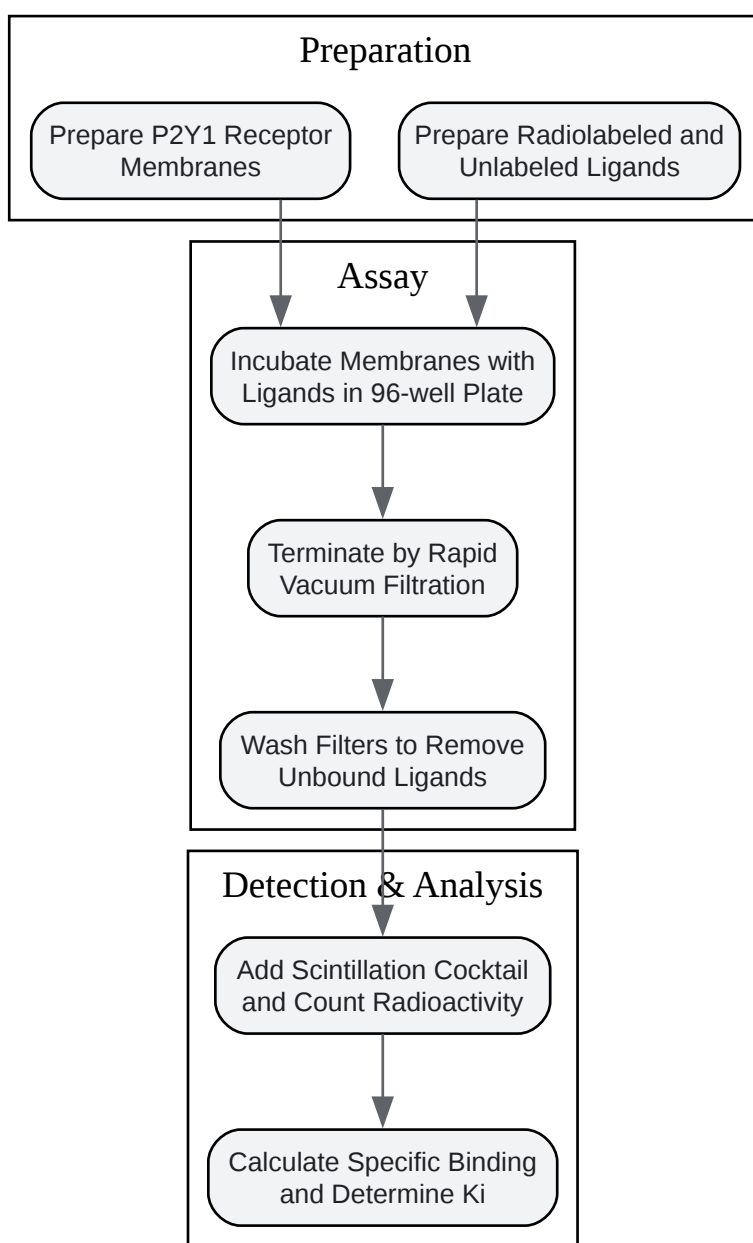 Preparation
Prepare P2Y1 Receptor
Membranes
Prepare Radiolabeled and
Unlabeled Ligands
Assay
Incubate Membranes with
Ligands in 96-well Plate
Terminate by Rapid
Vacuum Filtration
Wash Filters to Remove
Unbound Ligands
Detection & Analysis
Add Scintillation Cocktail
and Count Radioactivity
Calculate Specific Binding
and Determine Ki